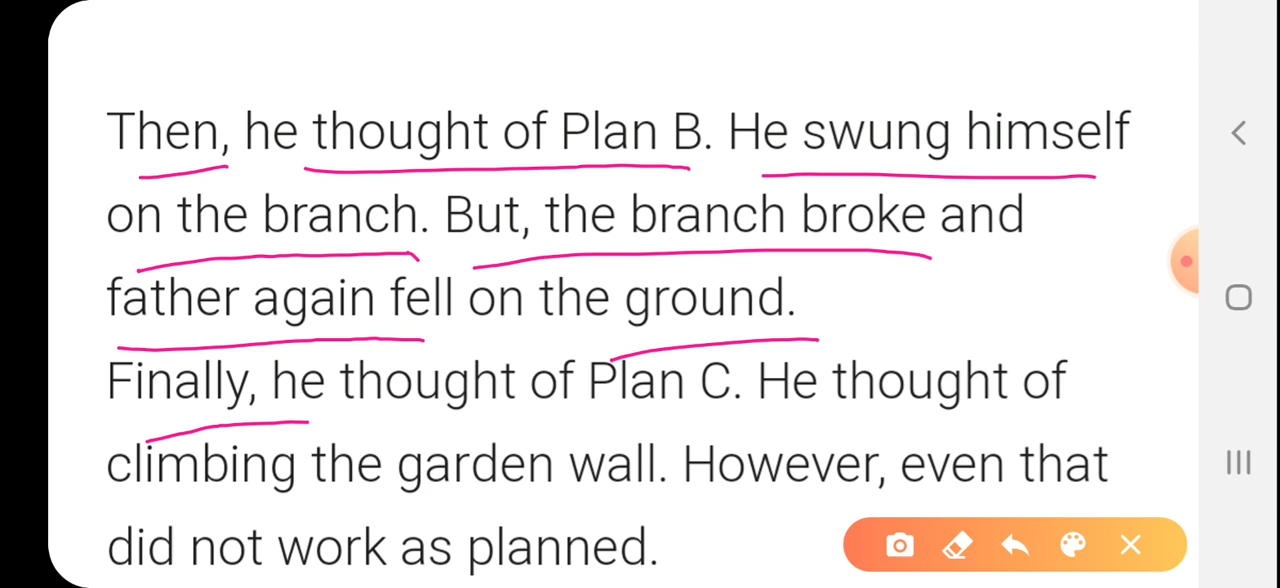 Then, he thought of Plan B. He swung himself
on the branch. But, the branch broke and
father again fell on the ground.
Finally, he thought of Plan C. He thought of
climbing the garden wall. However, even that
did not work as planned.